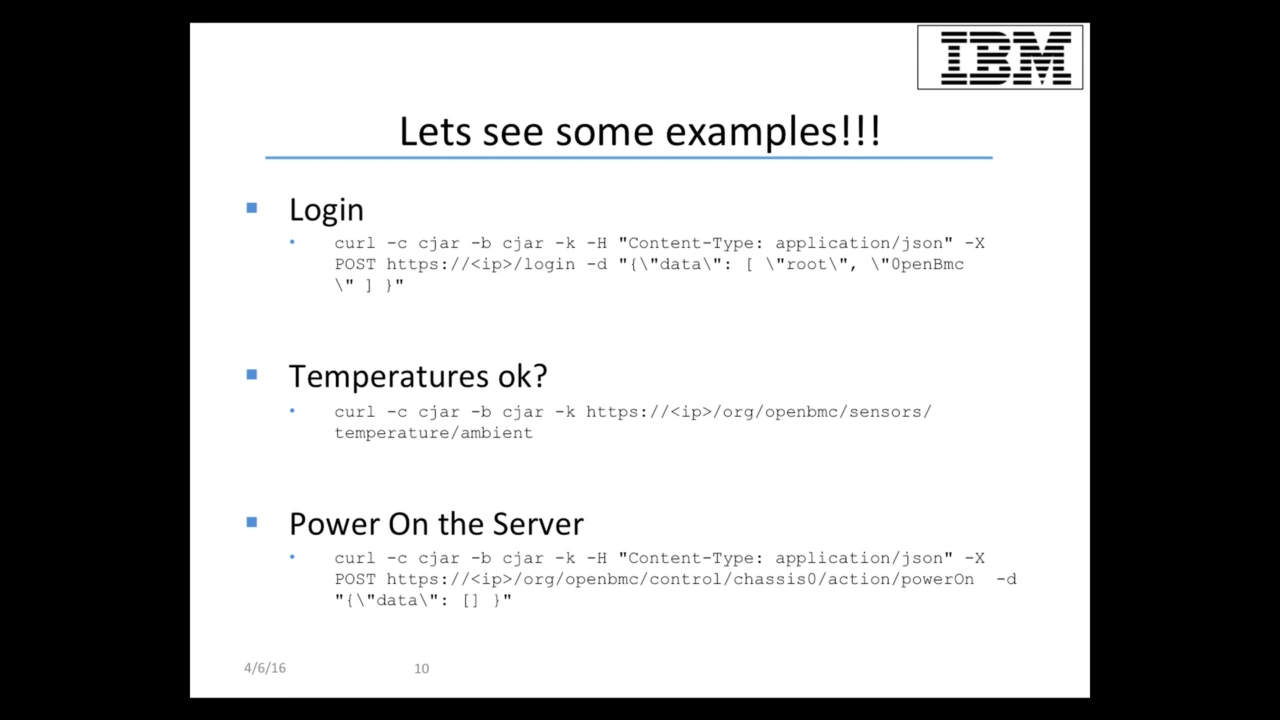 IBM
Lets see some examples!!!
Login
curl -c cjar -b cjar -k -H "Content-Type: application/json" -X
POST https://<ip>/login -d "{\"data\": [ \"root\", \"0penBmc
\" ] }"
Temperatures ok?
curl -c cjar -b cjar -k https://<ip>/org/openbmc/sensors/
temperature/ambient
Power On the Server
curl -c cjar -b cjar -k -H "Content-Type: application/json" -X
POST https://<ip>/org/openbmc/control/chassis0/action/powerOn  -d
"{\"data\": [] }"
4/6/16
10